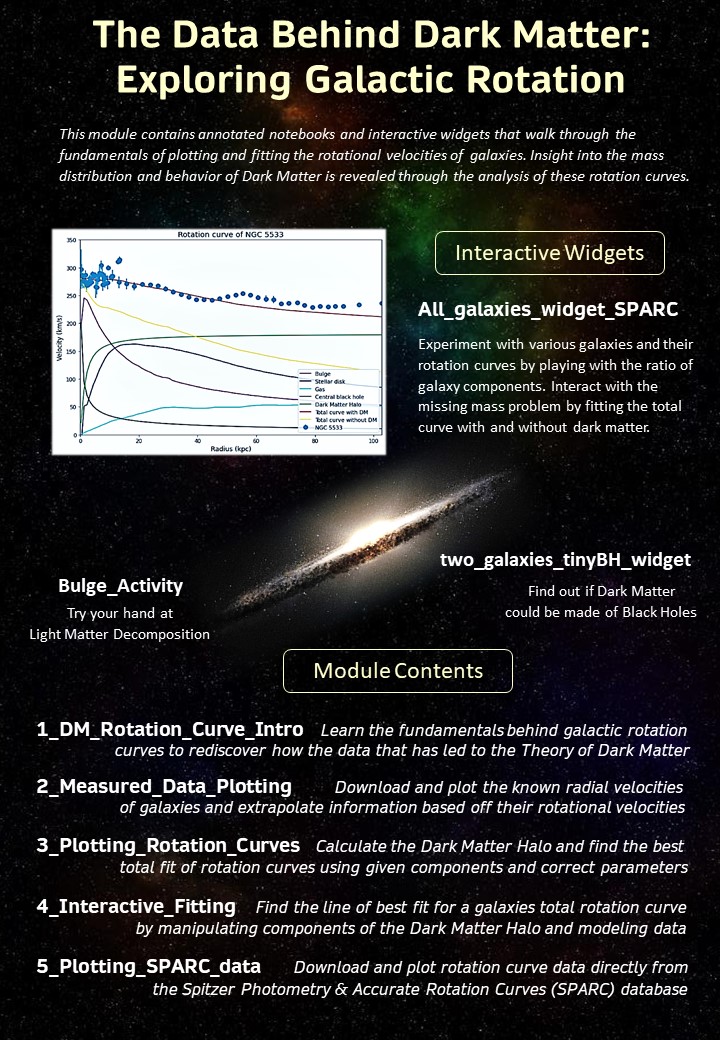 The Data Behind Dark Matter:
Exploring Galactic Rotation
This module contains annotated notebooks and interactive widgets that walk through the
fundamentals of plotting and fitting the rotational velocities of galaxies. Insight into the mass
distribution and behavior of Dark Matter is revealed through the analysis of these rotation curves.
Rotation curve of NGC 5533
350
300
250
200
150
100
50
0
Velocity (km/s)
0 20 40 60 80 100
Radius (kpc)
Bulge
Stellar disk
Gas
Central black hole
Dark Matter Halo
Total curve with DM
Total curve without DM
NGC 5533
Interactive Widgets
All_galaxies_widget_SPARC
Experiment with various galaxies and their
rotation curves by playing with the ratio of
galaxy components. Interact with the
missing mass problem by fitting the total
curve with and without dark matter.
two_galaxies_tinyBH_widget
Find out if Dark Matter
could be made of Black Holes
Bulge_Activity
Try your hand at
Light Matter Decomposition
Module Contents
1_DM_Rotation_Curve_Intro Learn the fundamentals behind galactic rotation
curves to rediscover how the data that has led to the Theory of Dark Matter
2_Measured_Data_Plotting Download and plot the known radial velocities
of galaxies and extrapolate information based off their rotational velocities
3_Plotting_Rotation_Curves Calculate the Dark Matter Halo and find the best
total fit of rotation curves using given components and correct parameters
4_Interactive_Fitting Find the line of best fit for a galaxies total rotation curve
by manipulating components of the Dark Matter Halo and modeling data
5_Plotting_SPARC_data Download and plot rotation curve data directly from
the Spitzer Photometry & Accurate Rotation Curves (SPARC) database